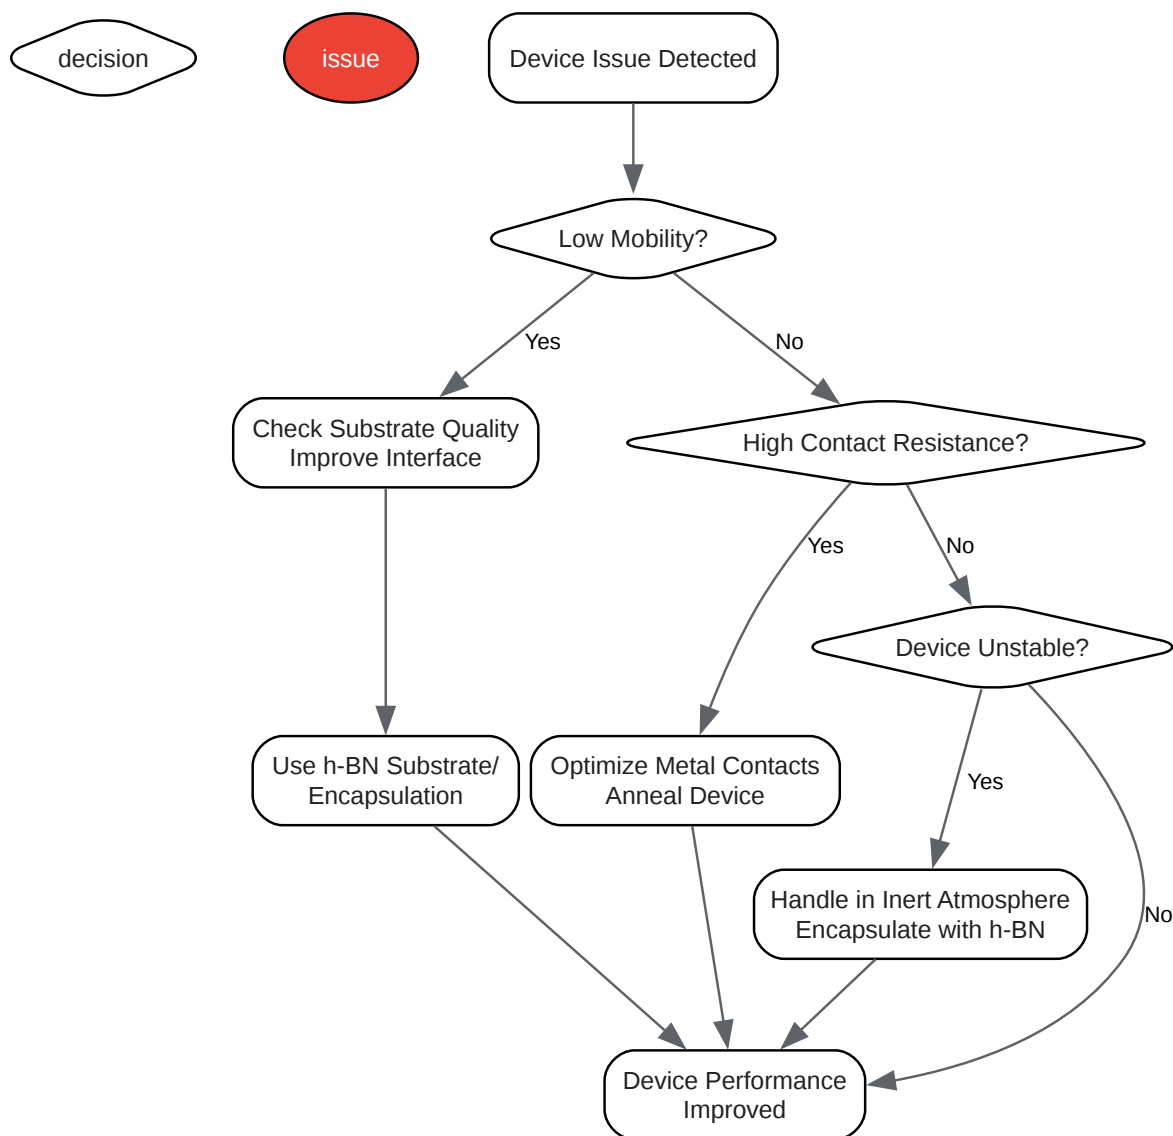 decision
issue
Device Issue Detected
Low Mobility?
Yes
No
Check Substrate Quality
Improve Interface
High Contact Resistance?
Yes
No
Device Unstable?
Use h-BN Substrate/
Encapsulation
Optimize Metal Contacts
Anneal Device
Yes
Handle in Inert Atmosphere
Encapsulate with h-BN
No
Device Performance
Improved